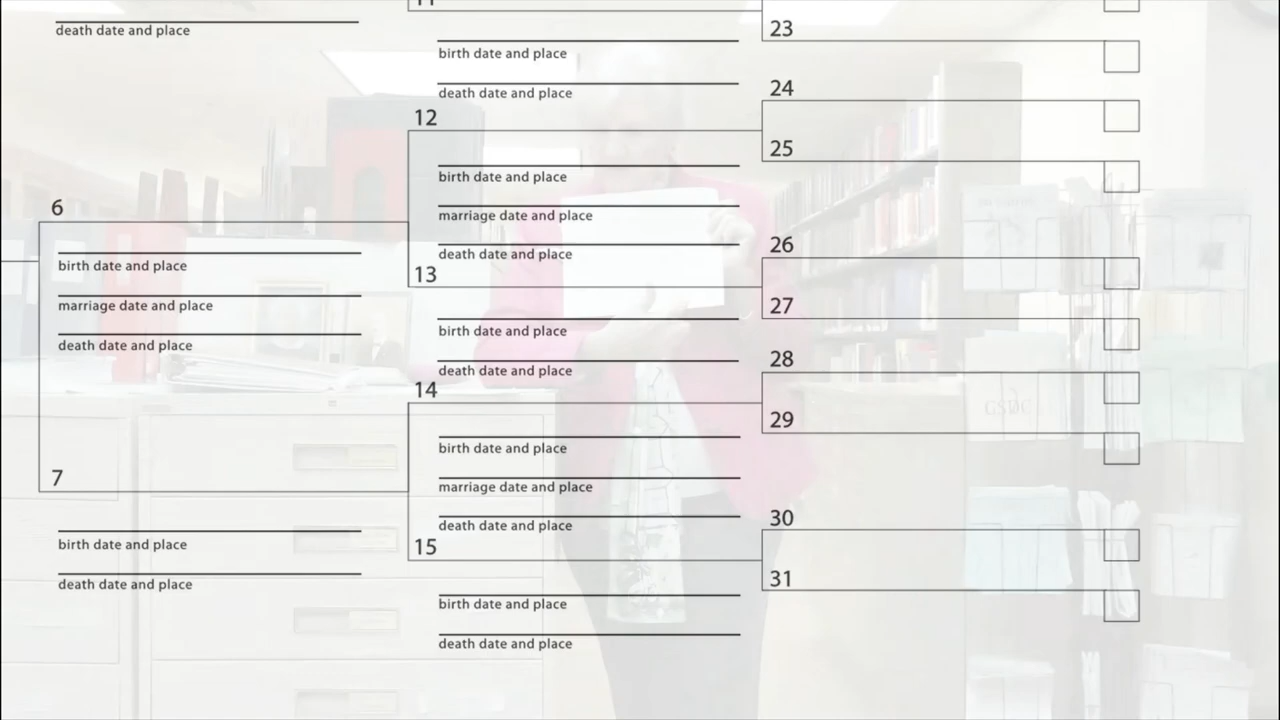 death date and place
6
birth date and place
marriage date and place
death date and place
7
birth date and place
death date and place
11
birth date and place
death date and place
12
birth date and place
marriage date and place
death date and place
13
birth date and place
death date and place
14
birth date and place
marriage date and place
death date and place
15
birth date and place
death date and place
23
24
25
26
27
28
29
30
31
GSDC